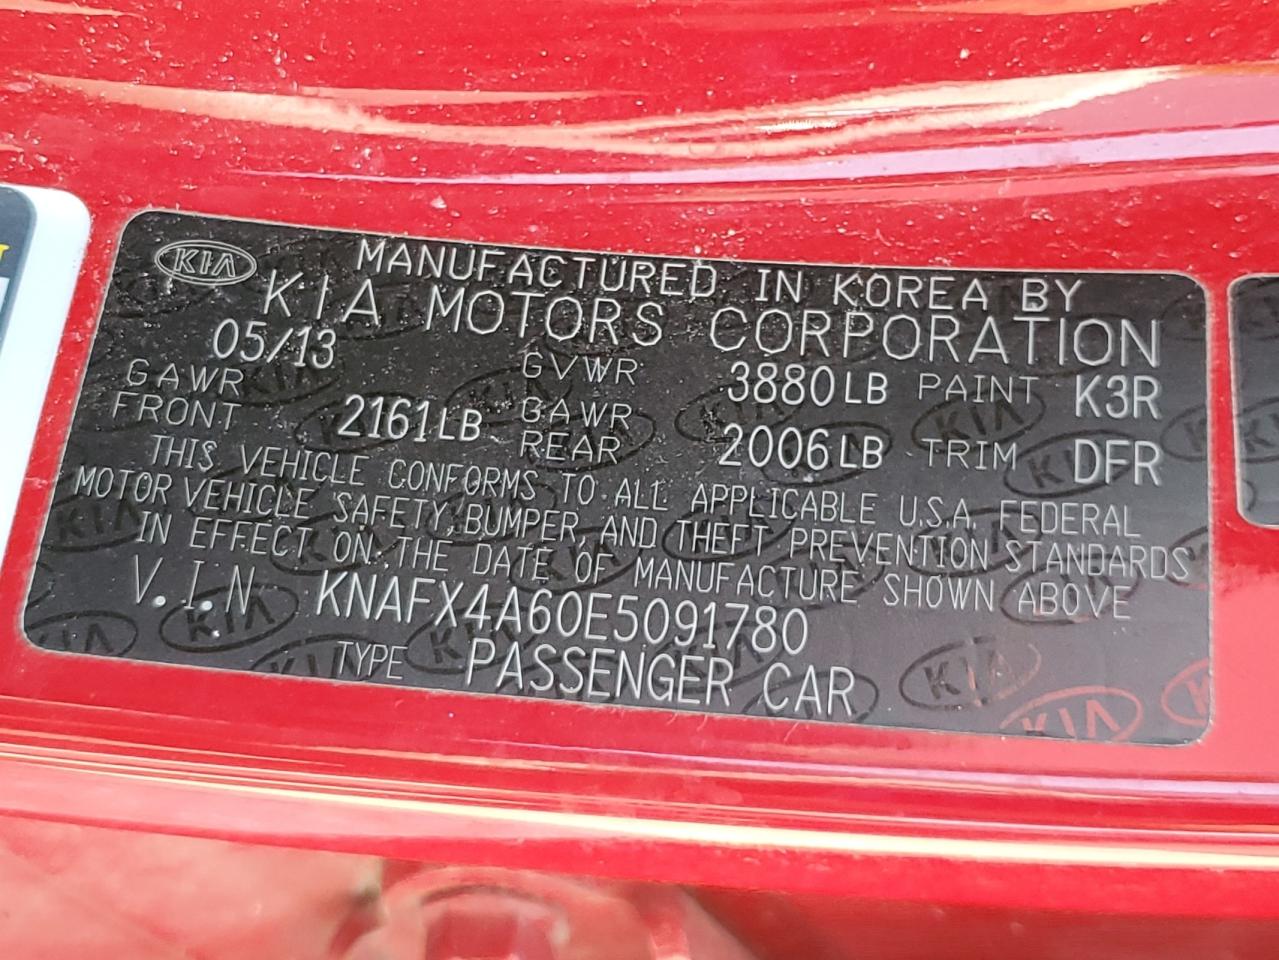 KIA
MANUFACTURED IN KOREA BY
KIA MOTORS CORPORATION
05/13 GVWR 3880LB PAINT K3R
GAWR FRONT 2161LB GAWR REAR 2006LB TRIM DFR
THIS VEHICLE CONFORMS TO ALL APPLICABLE U.S.A. FEDERAL
MOTOR VEHICLE SAFETY, BUMPER, AND THEFT PREVENTION STANDARDS
IN EFFECT ON THE DATE OF MANUFACTURE SHOWN ABOVE
V.I.N KNAFX4A60E5091780
TYPE PASSENGER CAR